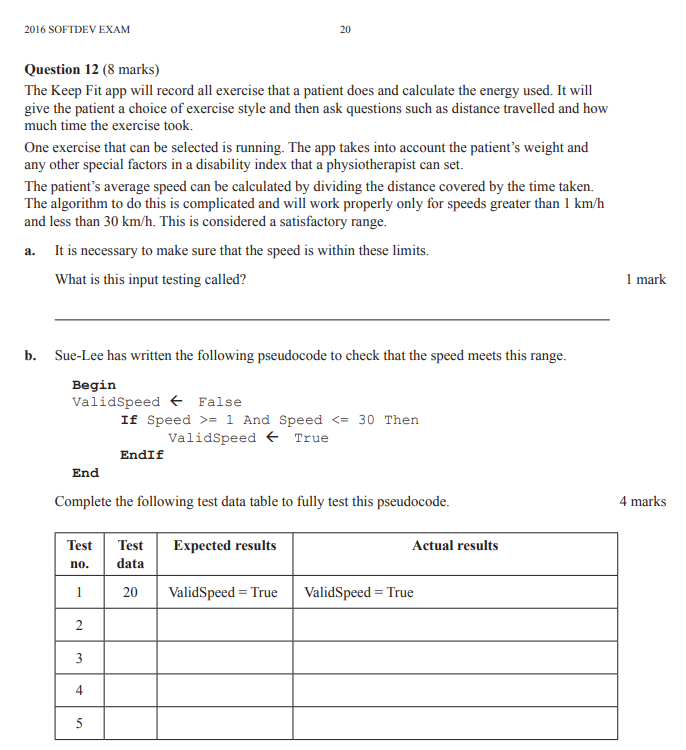 2016 SOFTDEV EXAM 20
Question 12 (8 marks)
The Keep Fit app will record all exercise that a patient does and calculate the energy used. It will
give the patient a choice of exercise style and then ask questions such as distance travelled and how
much time the exercise took.
One exercise that can be selected is running. The app takes into account the patient’s weight and
any other special factors in a disability index that a physiotherapist can set.
The patient’s average speed can be calculated by dividing the distance covered by the time taken.
The algorithm to do this is complicated and will work properly only for speeds greater than 1 km/h
and less than 30 km/h. This is considered a satisfactory range.
a. It is necessary to make sure that the speed is within these limits.
What is this input testing called? 1 mark
b. Sue-Lee has written the following pseudocode to check that the speed meets this range.
Begin
ValidSpeed ← False
If Speed >= 1 And Speed <= 30 Then
ValidSpeed ← True
EndIf
End
Complete the following test data table to fully test this pseudocode. 4 marks
Test no. Test data Expected results Actual results
1 20 ValidSpeed = True ValidSpeed = True
2
3
4
5